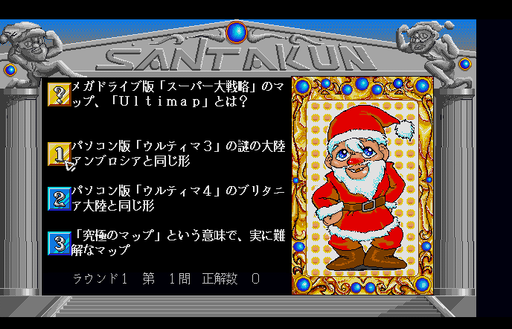 SANTAKUN
? メガドライブ版「スーパー大戦略」のマ
ップ、「Ｕｌｔｉｍａｐ」とは？
1 パソコン版「ウルティマ３」の謎の大陸
アンブロシアと同じ形
2 パソコン版「ウルティマ４」のブリタニ
ア大陸と同じ形
3 「究極のマップ」という意味で、実に難
解なマップ
ラウンド１　第　１問　正解数　０